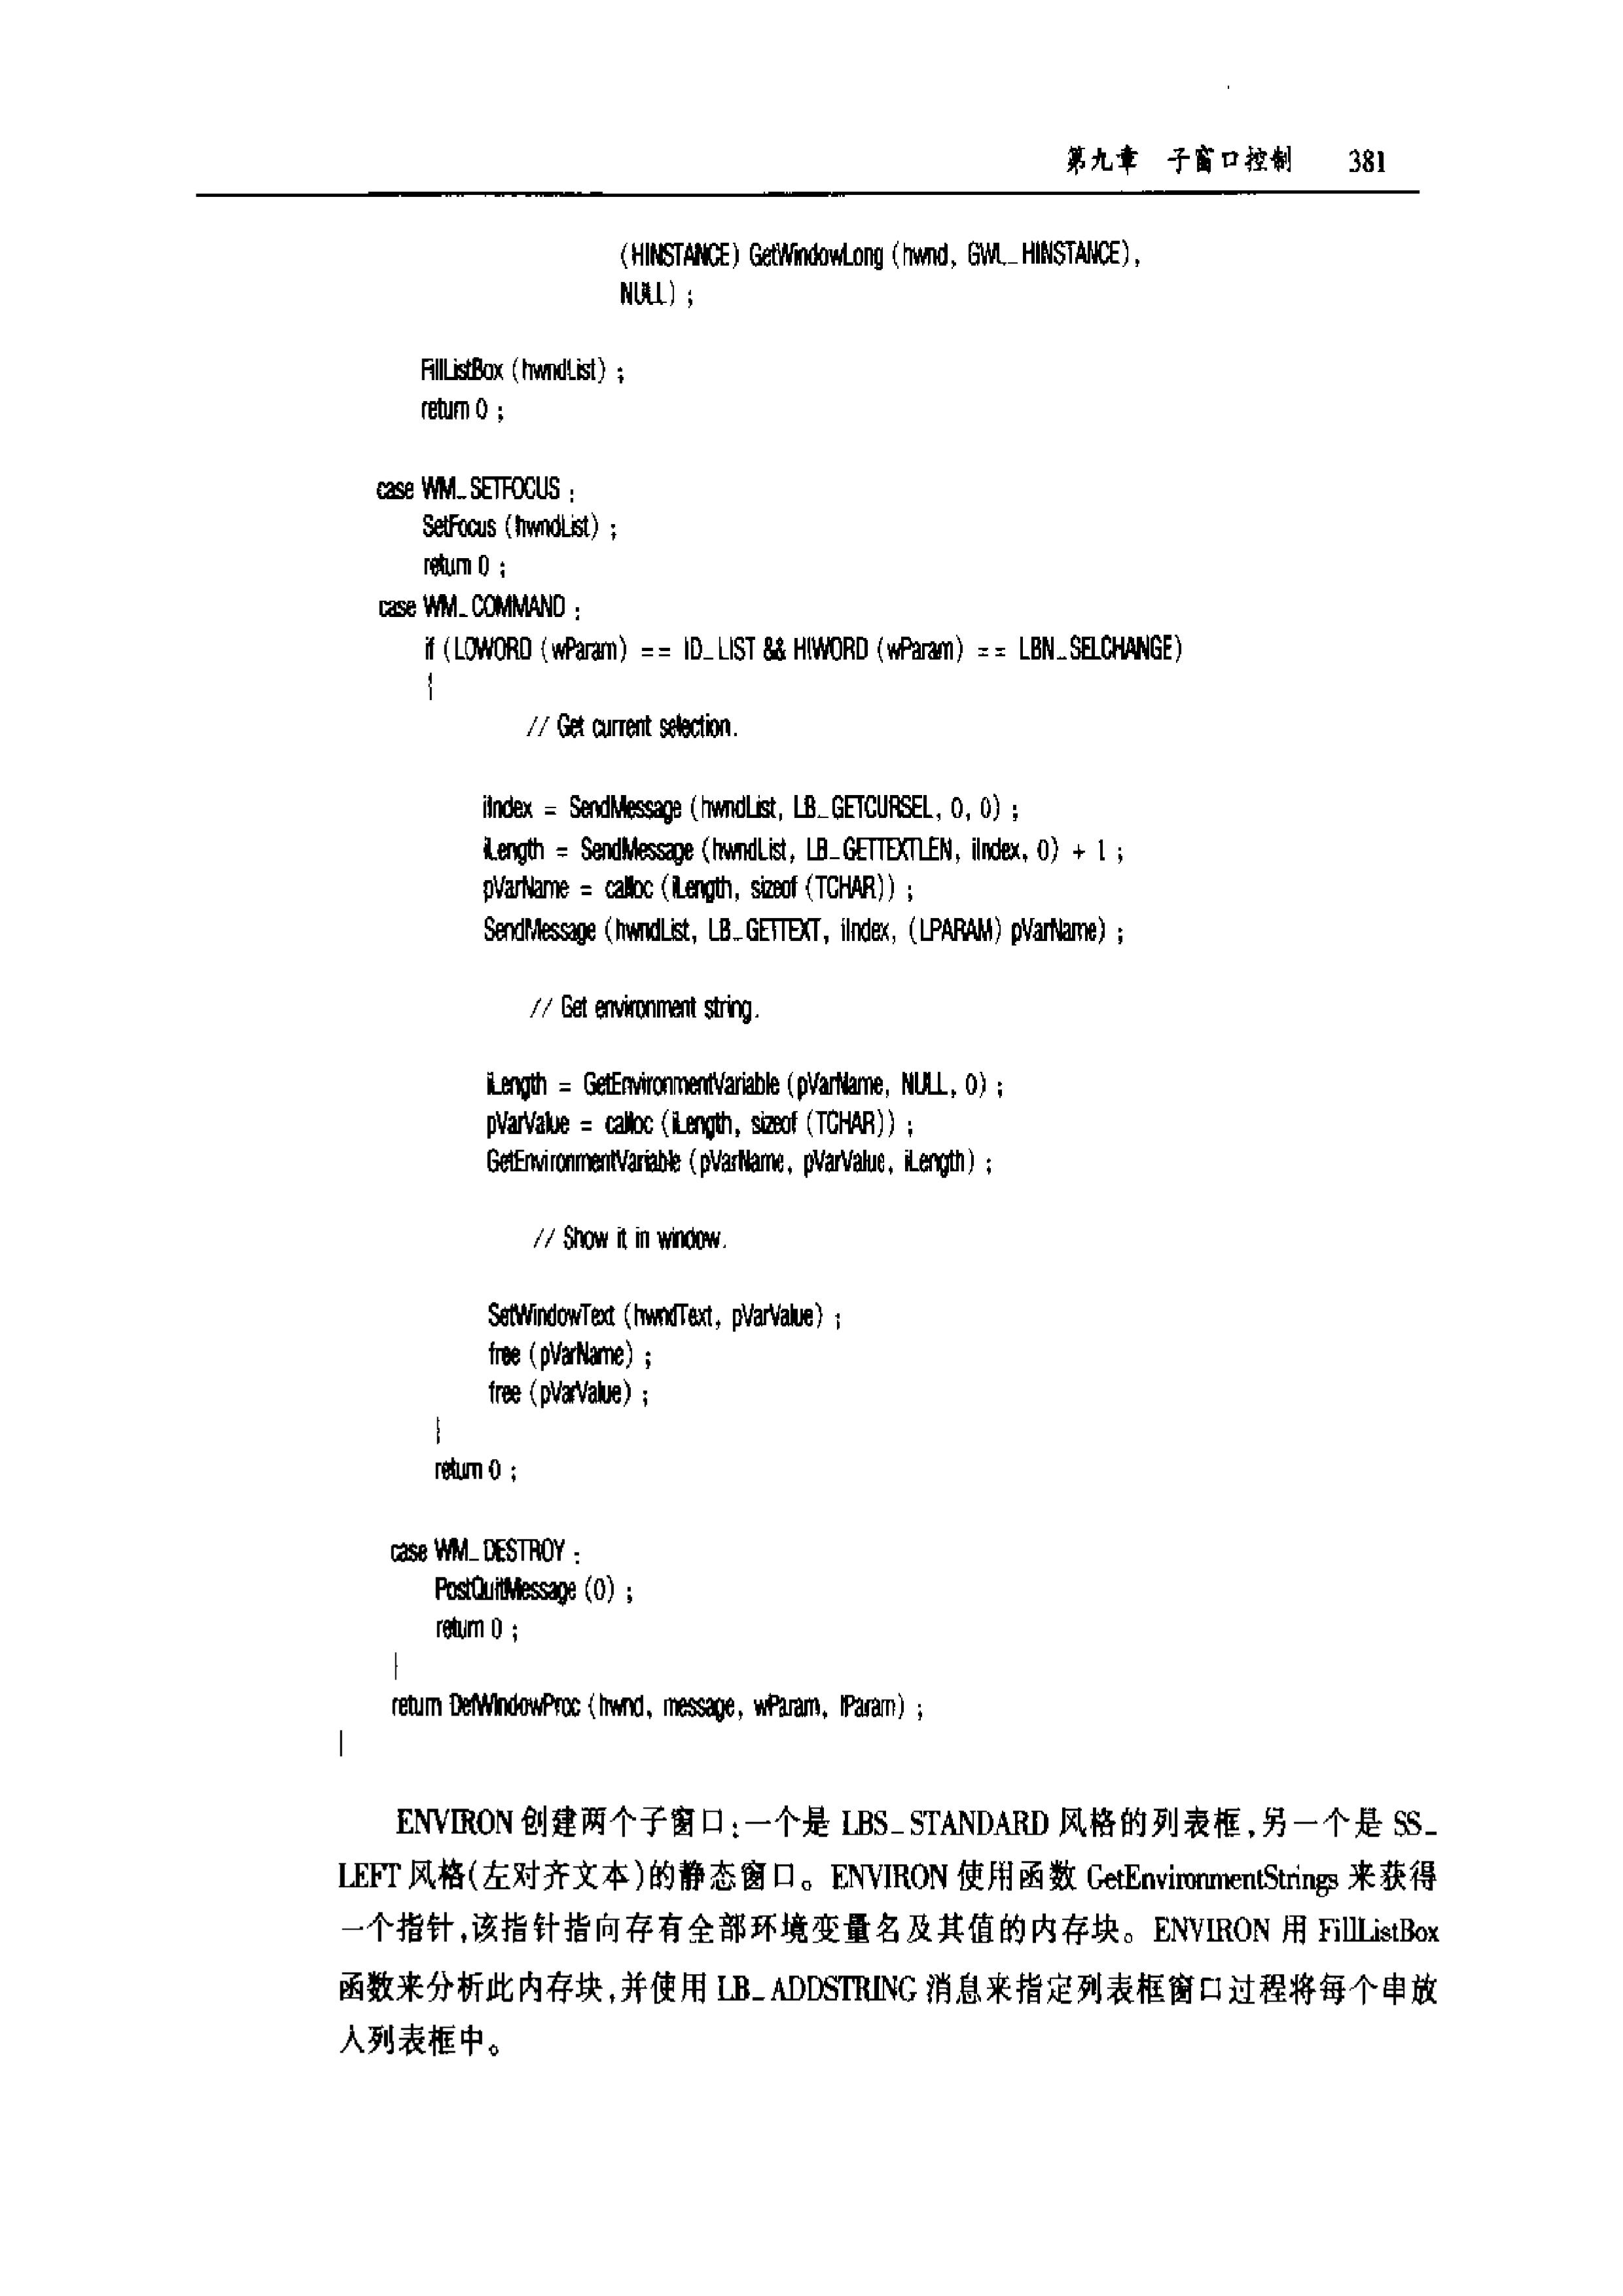 第九章 子窗口控制 381
(HINSTANCE) GetWindowLong (hwnd, GWL_HINSTANCE),
NULL) ;
FillListBox (hwndList) ;
return 0 ;
case WM_SETFOCUS :
SetFocus (hwndList) ;
return 0 ;
case WM_COMMAND :
if (LOWORD (wParam) == ID_LIST && HIWORD (wParam) == LBN_SELCHANGE)
{
// Get current selection.
iIndex = SendMessage (hwndList, LB_GETCURSEL, 0, 0) ;
iLength = SendMessage (hwndList, LB_GETTEXTLEN, iIndex, 0) + 1 ;
pVarName = calloc (iLength, sizeof (TCHAR)) ;
SendMessage (hwndList, LB_GETTEXT, iIndex, (LPARAM) pVarName) ;
// Get environment string.
iLength = GetEnvironmentVariable (pVarName, NULL, 0) ;
pVarValue = calloc (iLength, sizeof (TCHAR)) ;
GetEnvironmentVariable (pVarName, pVarValue, iLength) ;
// Show it in window.
SetWindowText (hwndText, pVarValue) ;
free (pVarName) ;
free (pVarValue) ;
}
return 0 ;
case WM_DESTROY :
PostQuitMessage (0) ;
return 0 ;
}
return DefWindowProc (hwnd, message, wParam, lParam) ;
}
ENVIRON 创建两个子窗口:一个是 LBS_STANDARD 风格的列表框,另一个是 SS_
LEFT 风格(左对齐文本)的静态窗口。ENVIRON 使用函数 GetEnvironmentStrings 来获得
一个指针,该指针指向存有全部环境变量名及其值的内存块。ENVIRON 用 FillListBox
函数来分析此内存块,并使用 LB_ADDSTRING 消息来指定列表框窗口过程将每个串放
入列表框中。